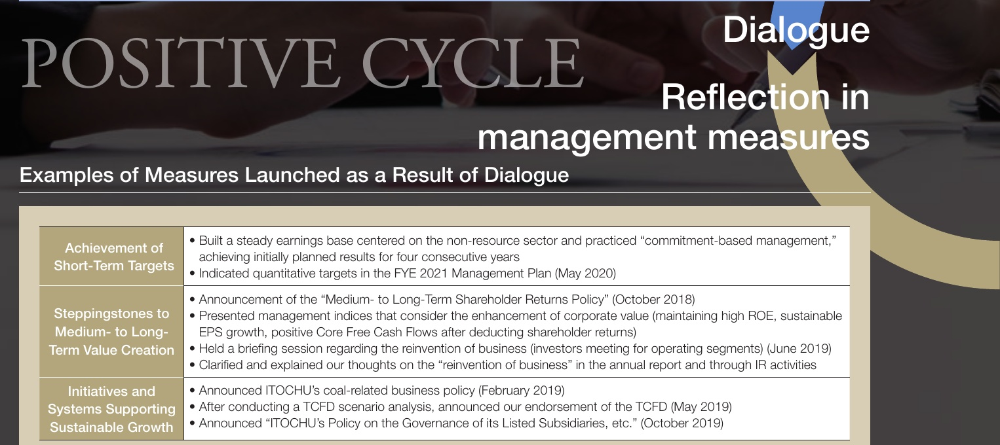 POSITIVE CYCLE
Dialogue
Reflection in
management measures
Examples of Measures Launched as a Result of Dialogue
Achievement of
Short-Term Targets
• Built a steady earnings base centered on the non-resource sector and practiced “commitment-based management,”
achieving initially planned results for four consecutive years
• Indicated quantitative targets in the FYE 2021 Management Plan (May 2020)
Steppingstones to
Medium- to Long-
Term Value Creation
• Announcement of the “Medium- to Long-Term Shareholder Returns Policy” (October 2018)
• Presented management indices that consider the enhancement of corporate value (maintaining high ROE, sustainable
EPS growth, positive Core Free Cash Flows after deducting shareholder returns)
• Held a briefing session regarding the reinvention of business (investors meeting for operating segments) (June 2019)
• Clarified and explained our thoughts on the “reinvention of business” in the annual report and through IR activities
Initiatives and
Systems Supporting
Sustainable Growth
• Announced ITOCHU’s coal-related business policy (February 2019)
• After conducting a TCFD scenario analysis, announced our endorsement of the TCFD (May 2019)
• Announced “ITOCHU’s Policy on the Governance of its Listed Subsidiaries, etc.” (October 2019)